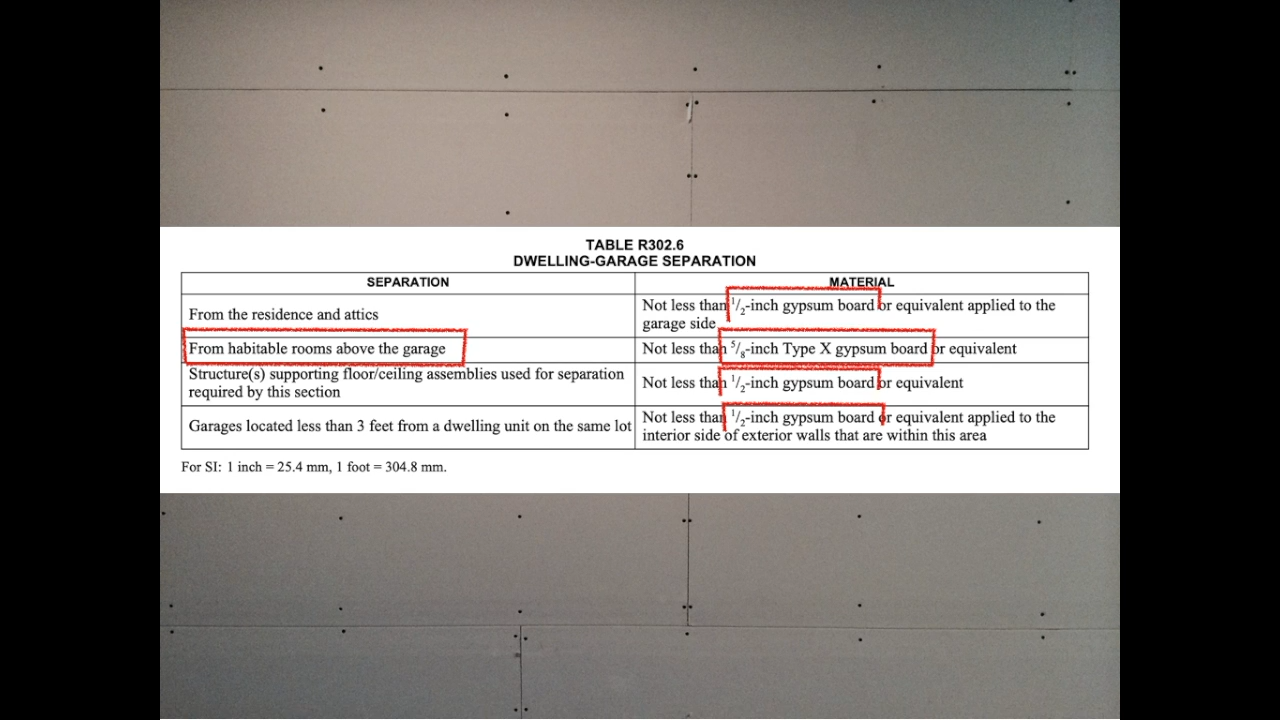 TABLE R302.6
DWELLING-GARAGE SEPARATION
SEPARATION MATERIAL
From the residence and attics
Not less than 1/2-inch gypsum board or equivalent applied to the
garage side
From habitable rooms above the garage
Not less than 5/8-inch Type X gypsum board or equivalent
Structure(s) supporting floor/ceiling assemblies used for separation
required by this section
Not less than 1/2-inch gypsum board or equivalent
Garages located less than 3 feet from a dwelling unit on the same lot
Not less than 1/2-inch gypsum board or equivalent applied to the
interior side of exterior walls that are within this area
For SI: 1 inch = 25.4 mm, 1 foot = 304.8 mm.